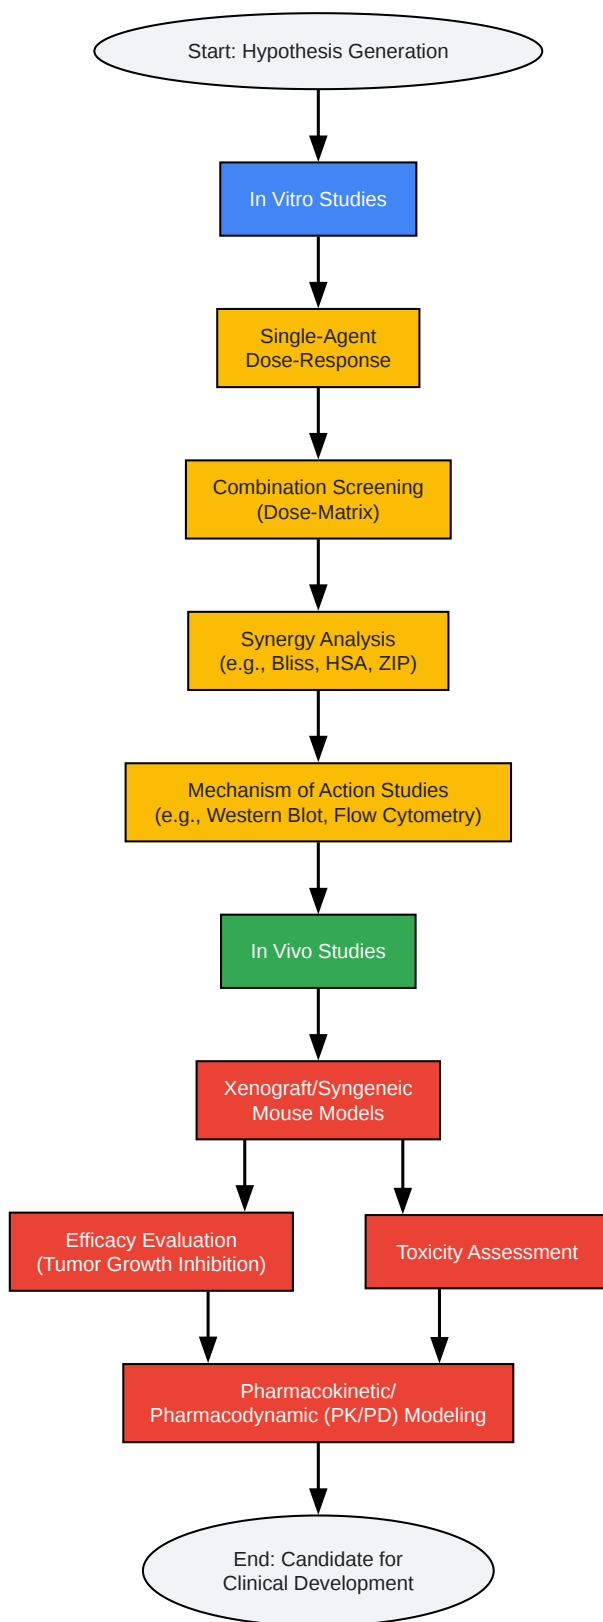 Start: Hypothesis Generation
In Vitro Studies
Single-Agent
Dose-Response
Combination Screening
(Dose-Matrix)
Synergy Analysis
(e.g., Bliss, HSA, ZIP)
Mechanism of Action Studies
(e.g., Western Blot, Flow Cytometry)
In Vivo Studies
Xenograft/Syngeneic
Mouse Models
Efficacy Evaluation
(Tumor Growth Inhibition)
Toxicity Assessment
Pharmacokinetic/
Pharmacodynamic (PK/PD) Modeling
End: Candidate for
Clinical Development